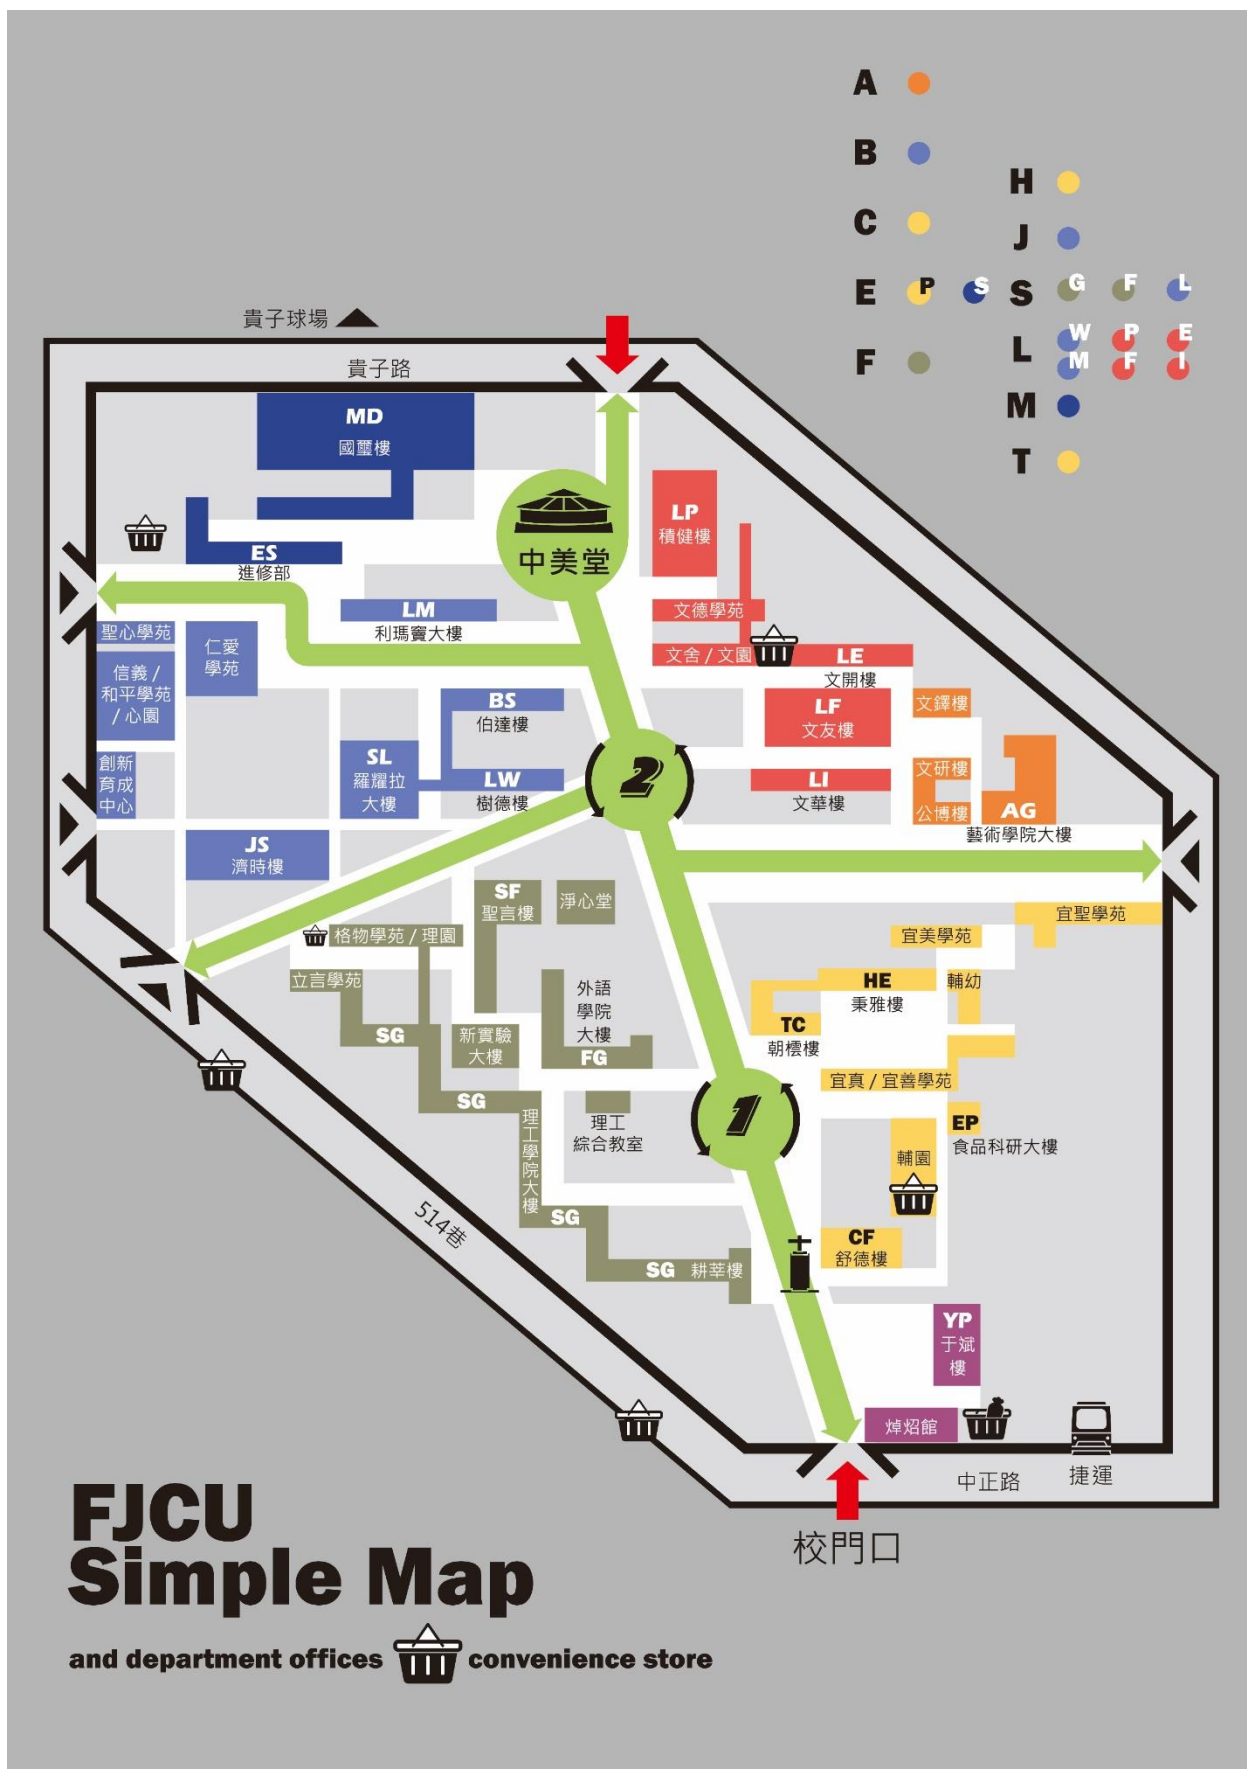 A
B
C
E P S
F
H
J
S G F L
L W P E
M F I
M
T
貴子球場
貴子路
MD
國璽樓
中美堂
LP
積健樓
ES
進修部
LM
利瑪竇大樓
文德學苑
文舍 / 文園
LE
文開樓
聖心學苑
仁愛
學苑
信義 /
和平學苑
/ 心園
創新
育成
中心
BS
伯達樓
SL
羅耀拉
大樓
LW
樹德樓
2
LF
文友樓
文鐸樓
LI
文華樓
文研樓
公博樓
AG
藝術學院大樓
JS
濟時樓
SF
聖言樓
淨心堂
格物學苑 / 理園
立言學苑
SG
新實驗
大樓
外語
學院
大樓
FG
SG
理工
綜合教室
理工學院大樓
SG
SG 耕莘樓
宜聖學苑
宜美學苑
HE
秉雅樓
輔幼
TC
朝橒樓
宜真 / 宜善學苑
1
EP
食品科研大樓
輔園
CF
舒德樓
YP
于斌
樓
焯炤館
514巷
中正路
捷運
校門口
FJCU
Simple Map
and department offices convenience store